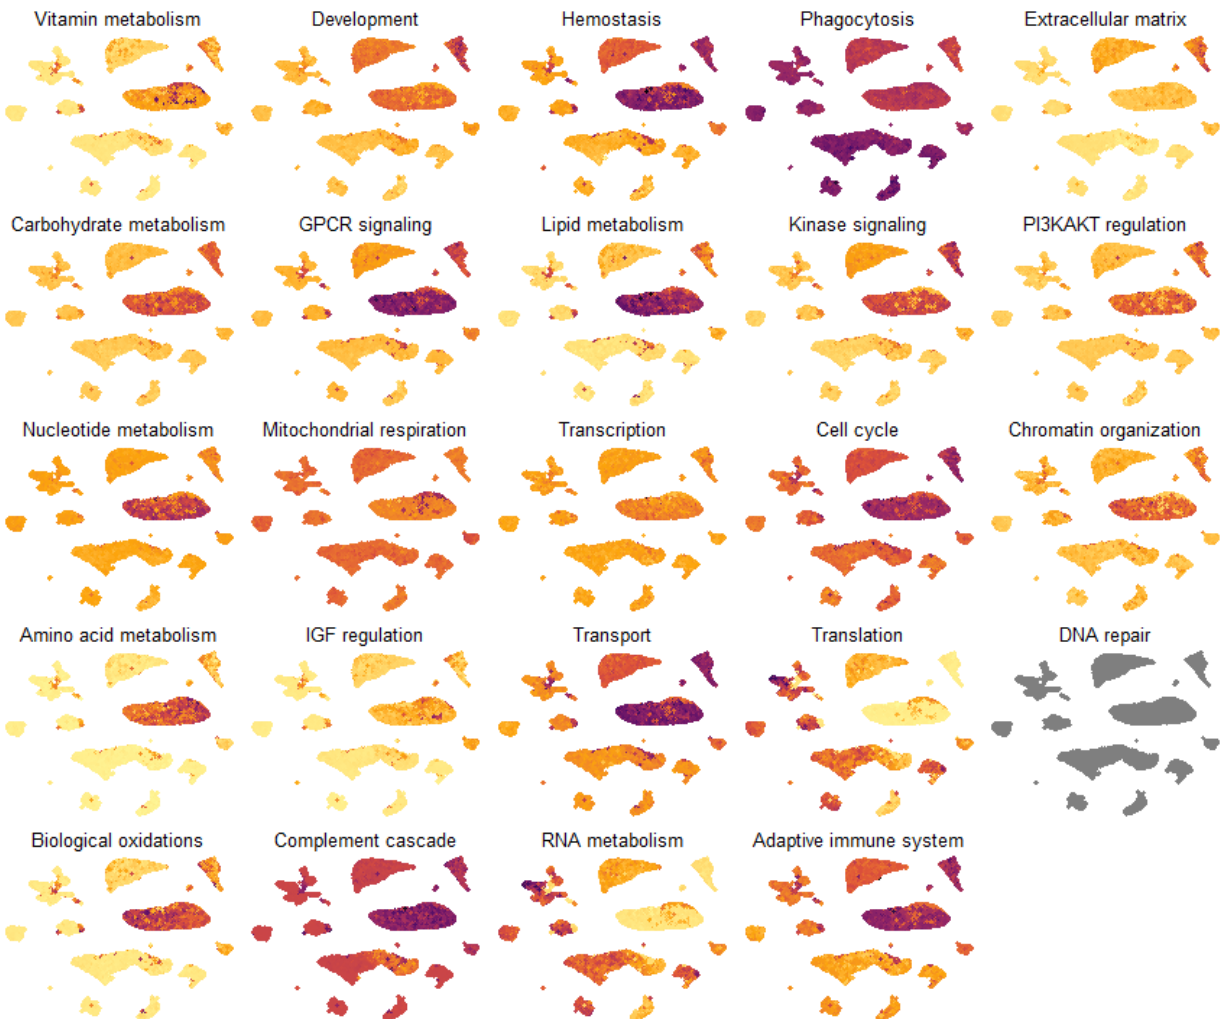 Vitamin metabolism
Development
Hemostasis
Phagocytosis
Extracellular matrix
Carbohydrate metabolism
GPCR signaling
Lipid metabolism
Kinase signaling
PI3KAKT regulation
Nucleotide metabolism
Mitochondrial respiration
Transcription
Cell cycle
Chromatin organization
Amino acid metabolism
IGF regulation
Transport
Translation
DNA repair
Biological oxidations
Complement cascade
RNA metabolism
Adaptive immune system